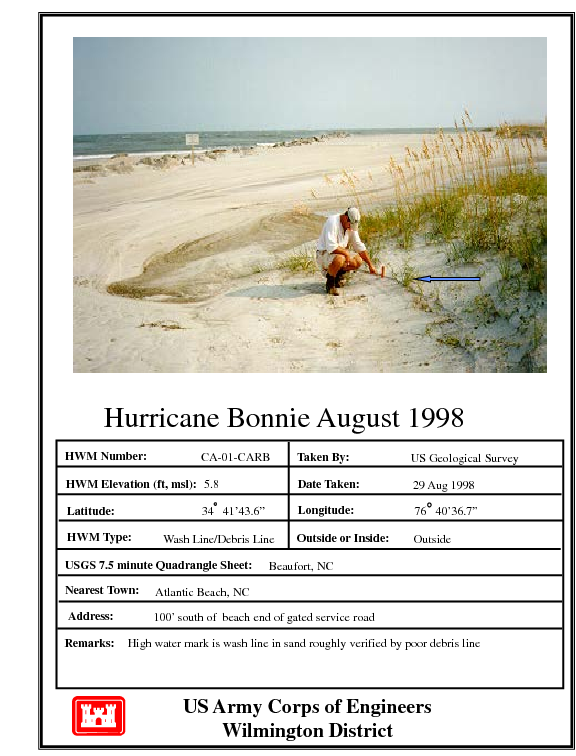 Hurricane Bonnie August 1998
HWM Number: CA-01-CARB Taken By: US Geological Survey
HWM Elevation (ft, msl): 5.8 Date Taken: 29 Aug 1998
Latitude: 34° 41’43.6” Longitude: 76° 40’36.7”
HWM Type: Wash Line/Debris Line Outside or Inside: Outside
USGS 7.5 minute Quadrangle Sheet: Beaufort, NC
Nearest Town: Atlantic Beach, NC
Address: 100’ south of beach end of gated service road
Remarks: High water mark is wash line in sand roughly verified by poor debris line
US Army Corps of Engineers
Wilmington District